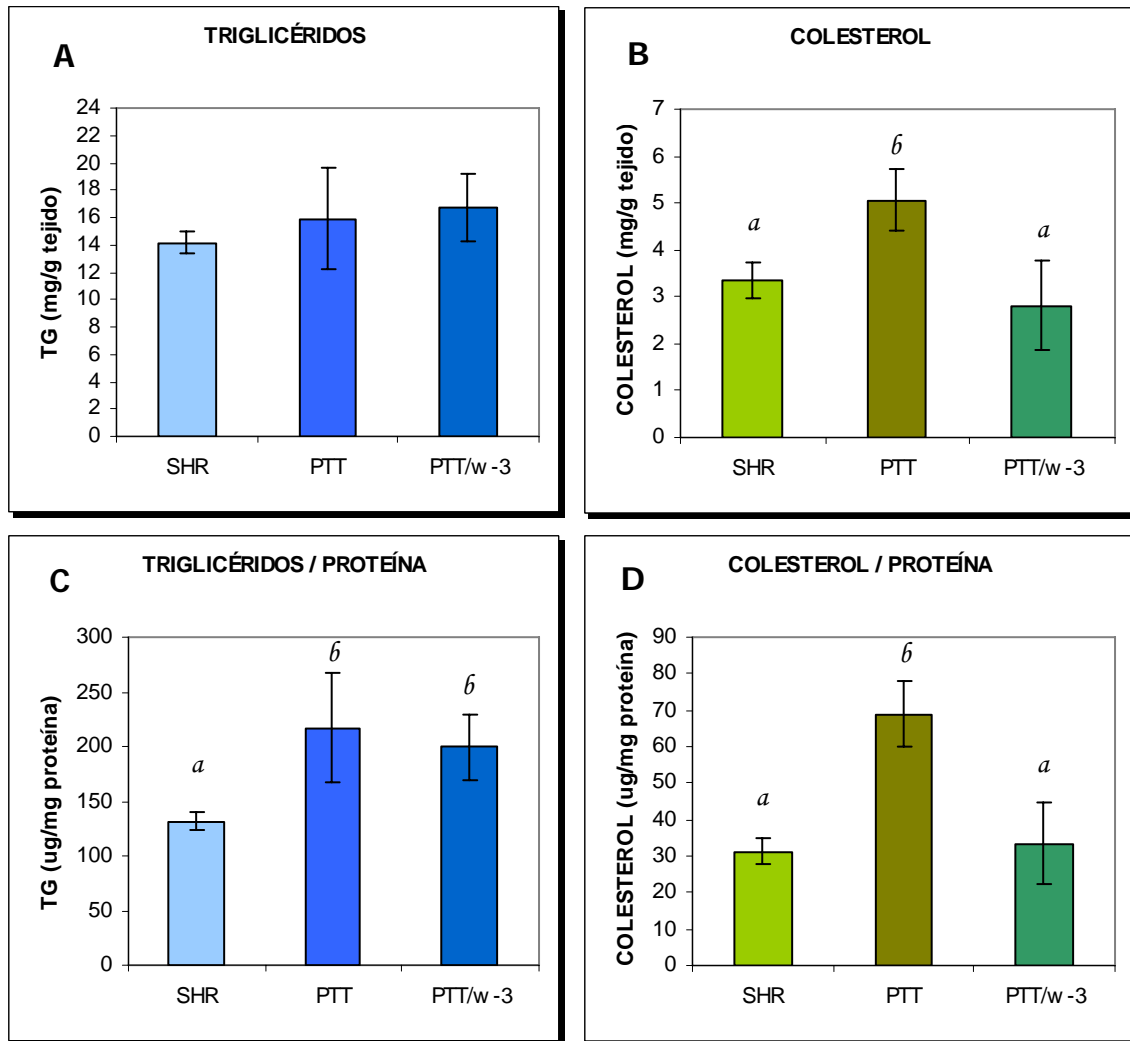 A
TRIGLICÉRIDOS
TG (mg/g tejido)
24
22
20
18
16
14
12
10
8
6
4
2
0
SHR PTT PTT/w-3
B
COLESTEROL
COLESTEROL (mg/g tejido)
7
6
5
4
3
2
1
0
a
b
a
SHR PTT PTT/w-3
C
TRIGLICÉRIDOS / PROTEÍNA
TG (ug/mg proteína)
300
250
200
150
100
50
0
a
b
b
SHR PTT PTT/w-3
D
COLESTEROL / PROTEÍNA
COLESTEROL (ug/mg proteína)
90
80
70
60
50
40
30
20
10
0
a
b
a
SHR PTT PTT/w-3